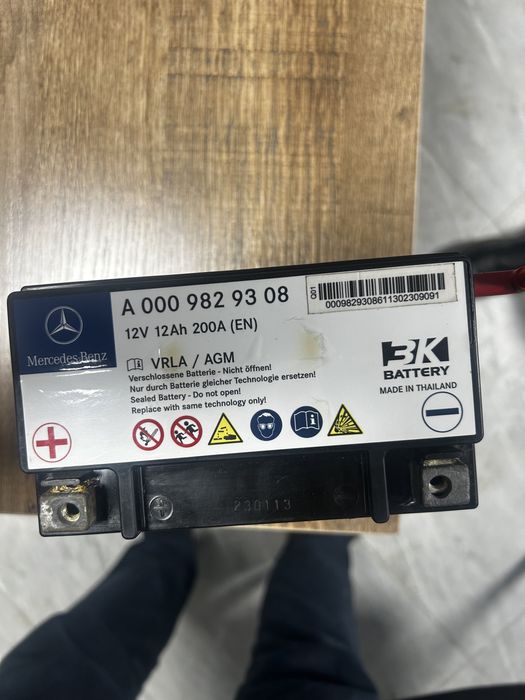 A 000 982 93 08
12V 12Ah 200A (EN)
001
0009829308611302309091
Mercedes-Benz
VRLA / AGM
Verschlossene Batterie - Nicht öffnen!
Nur durch Batterie gleicher Technologie ersetzen!
Sealed Battery - Do not open!
Replace with same technology only!
3K
BATTERY
MADE IN THAILAND
230113